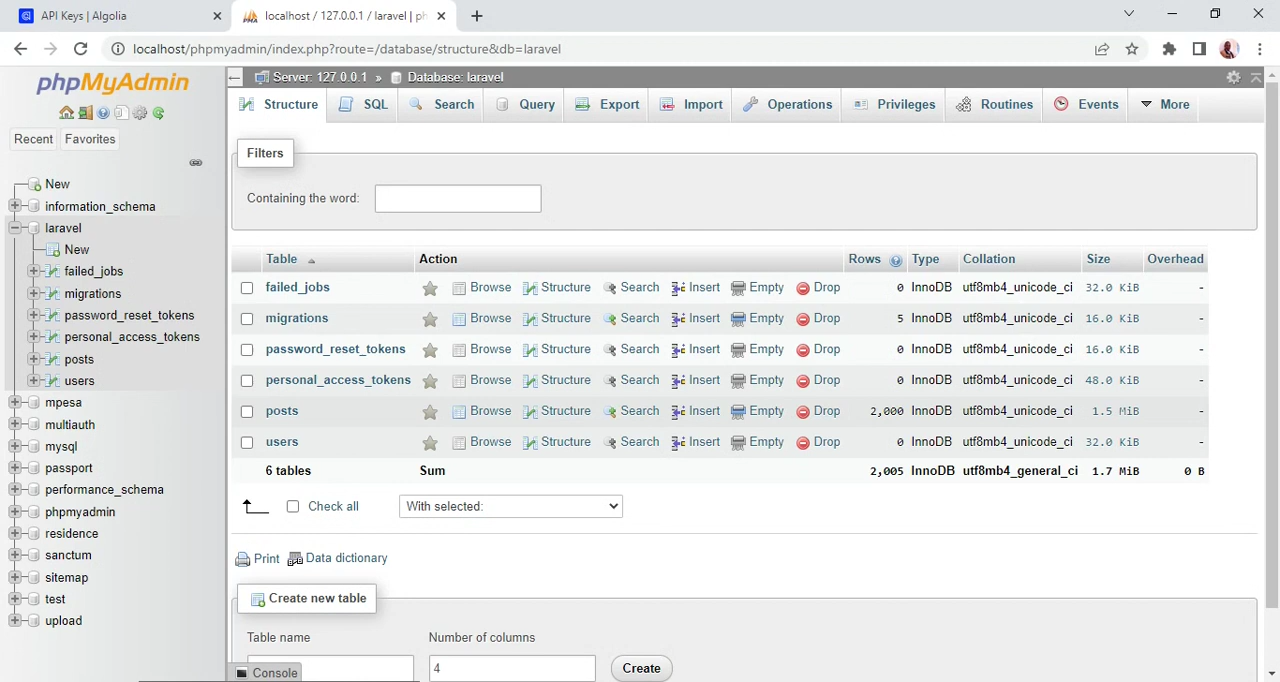 API Keys | Algolia
localhost / 127.0.0.1 / laravel | ph
localhost/phpmyadmin/index.php?route=/database/structure&db=laravel
phpMyAdmin
Recent Favorites
New
information_schema
laravel
New
failed_jobs
migrations
password_reset_tokens
personal_access_tokens
posts
users
mpesa
multiauth
mysql
passport
performance_schema
phpmyadmin
residence
sanctum
sitemap
test
upload
Server: 127.0.0.1 » Database: laravel
Structure SQL Search Query Export Import Operations Privileges Routines Events More
Filters
Containing the word:
Table Action Rows Type Collation Size Overhead
failed_jobs Browse Structure Search Insert Empty Drop 0 InnoDB utf8mb4_unicode_ci 32.0 KiB -
migrations Browse Structure Search Insert Empty Drop 5 InnoDB utf8mb4_unicode_ci 16.0 KiB -
password_reset_tokens Browse Structure Search Insert Empty Drop 0 InnoDB utf8mb4_unicode_ci 16.0 KiB -
personal_access_tokens Browse Structure Search Insert Empty Drop 0 InnoDB utf8mb4_unicode_ci 48.0 KiB -
posts Browse Structure Search Insert Empty Drop 2,000 InnoDB utf8mb4_unicode_ci 1.5 MiB -
users Browse Structure Search Insert Empty Drop 0 InnoDB utf8mb4_unicode_ci 32.0 KiB -
6 tables Sum 2,005 InnoDB utf8mb4_general_ci 1.7 MiB 0 B
Check all With selected:
Print Data dictionary
Create new table
Table name Number of columns
4 Create
Console